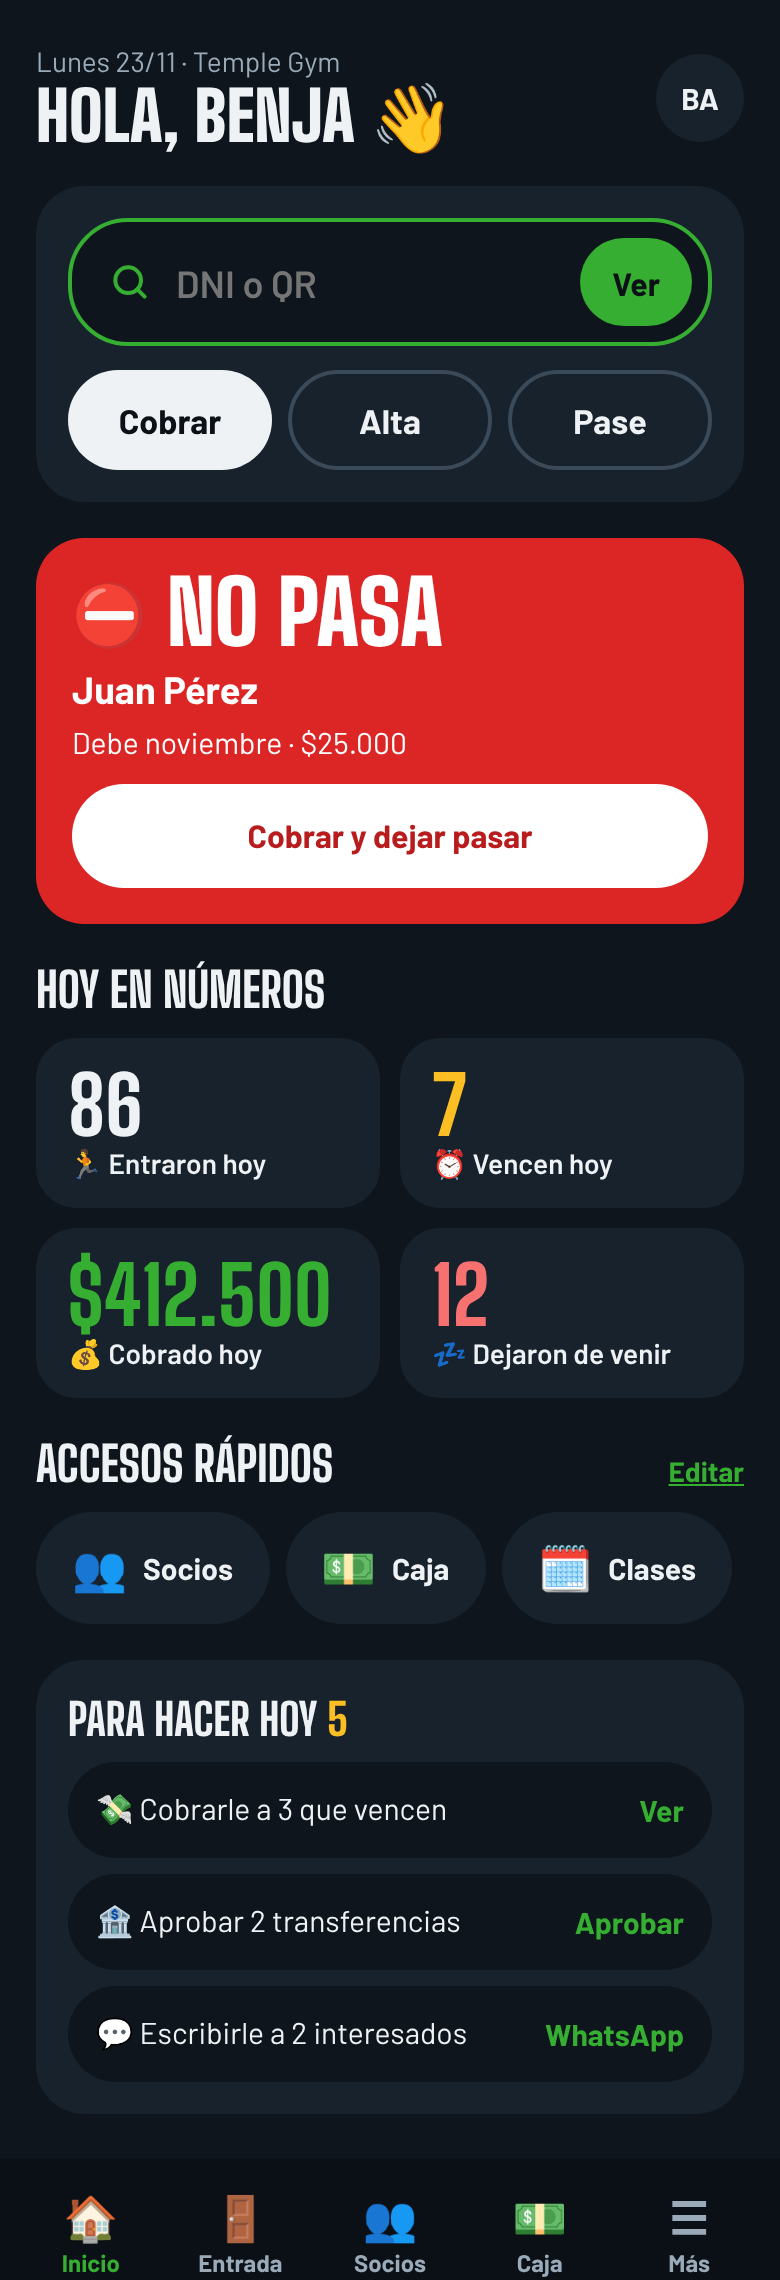 Lunes 23/11 · Temple Gym
HOLA, BENJA 👋
BA
DNI o QR
Ver
Cobrar
Alta
Pase
⛔ NO PASA
Juan Pérez
Debe noviembre · $25.000
Cobrar y dejar pasar
HOY EN NÚMEROS
86
🏃 Entraron hoy
7
⏰ Vencen hoy
$412.500
💰 Cobrado hoy
12
💤 Dejaron de venir
ACCESOS RÁPIDOS
Editar
👥 Socios
💵 Caja
🗓️ Clases
PARA HACER HOY 5
💸 Cobrarle a 3 que vencen
Ver
🏦 Aprobar 2 transferencias
Aprobar
💬 Escribirle a 2 interesados
WhatsApp
Inicio
Entrada
Socios
Caja
Más